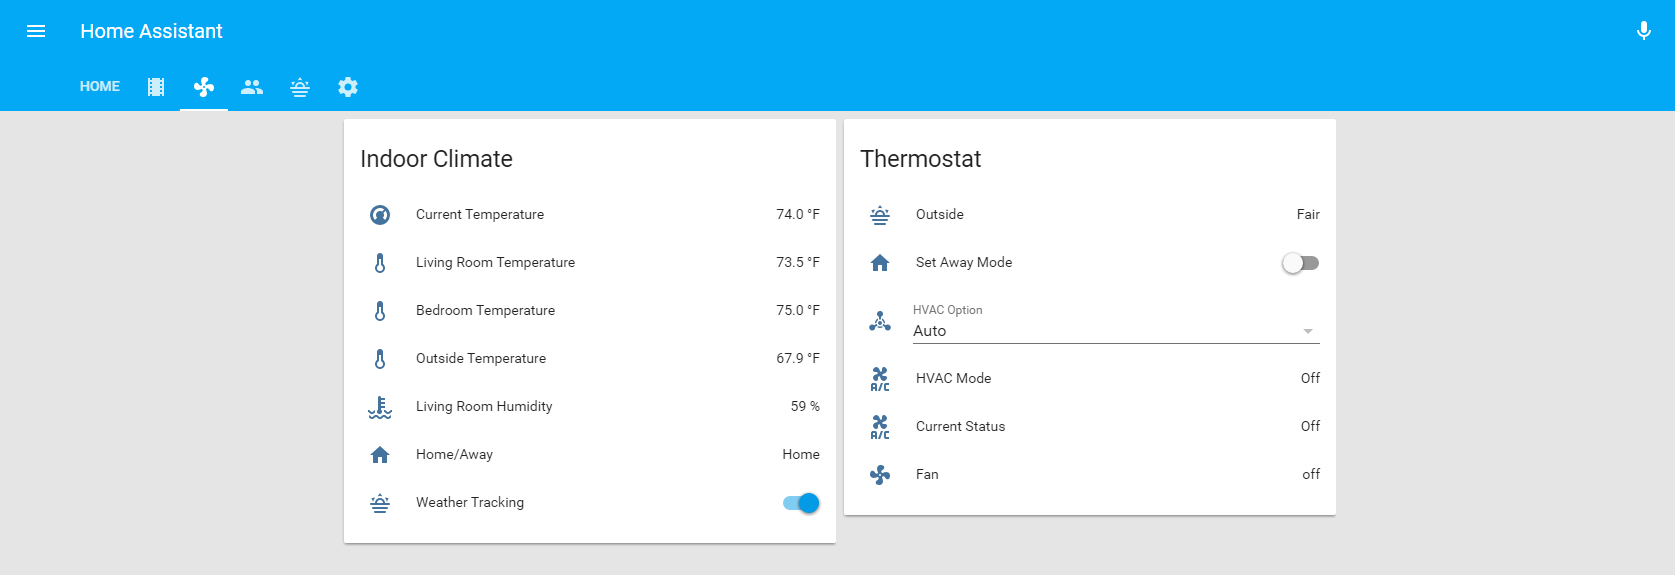 Home Assistant
HOME
Indoor Climate
Current Temperature 74.0 °F
Living Room Temperature 73.5 °F
Bedroom Temperature 75.0 °F
Outside Temperature 67.9 °F
Living Room Humidity 59 %
Home/Away Home
Weather Tracking
Thermostat
Outside Fair
Set Away Mode
HVAC Option
Auto
A/C HVAC Mode Off
A/C Current Status Off
Fan off